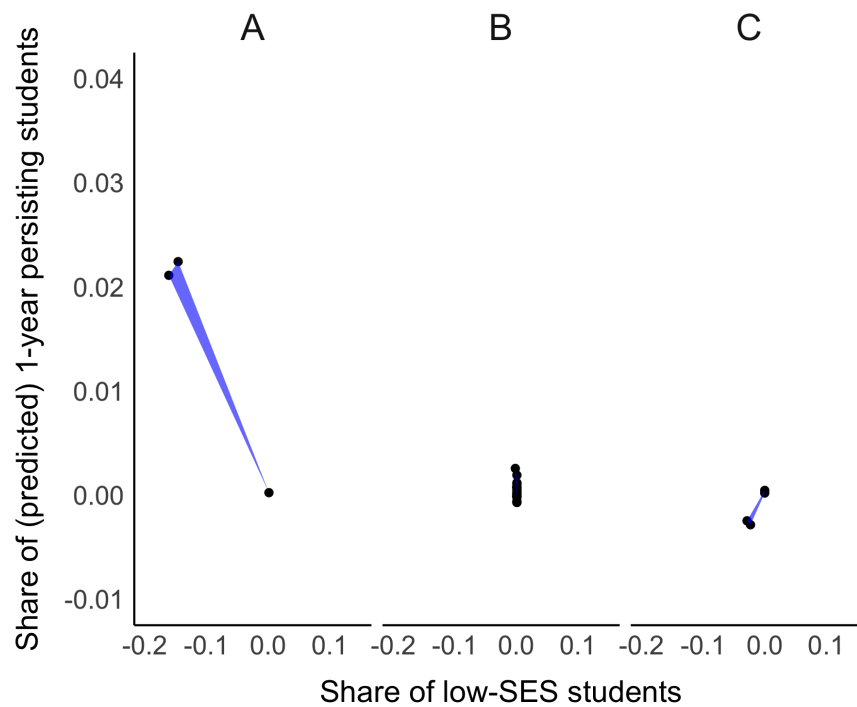 A B C
Share of (predicted) 1-year persisting students
0.04
0.03
0.02
0.01
0.00
-0.01
-0.2 -0.1 0.0 0.1 -0.2 -0.1 0.0 0.1 -0.2 -0.1 0.0 0.1
Share of low-SES students